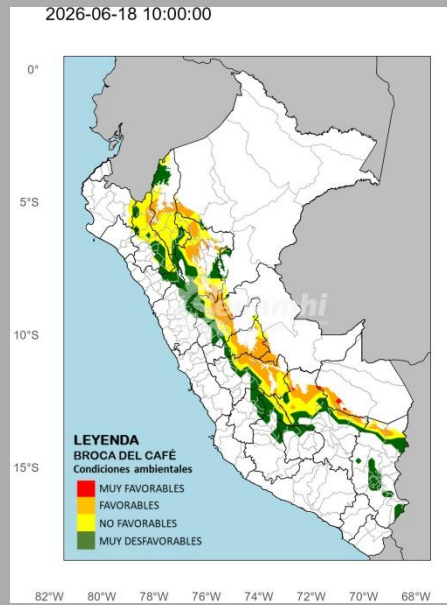 2026-06-18 10:00:00
0°
5°S
10°S
15°S
senamhi
LEYENDA
BROCA DEL CAFÉ
Condiciones ambientales
MUY FAVORABLES
FAVORABLES
NO FAVORABLES
MUY DESFAVORABLES
82°W 80°W 78°W 76°W 74°W 72°W 70°W 68°W